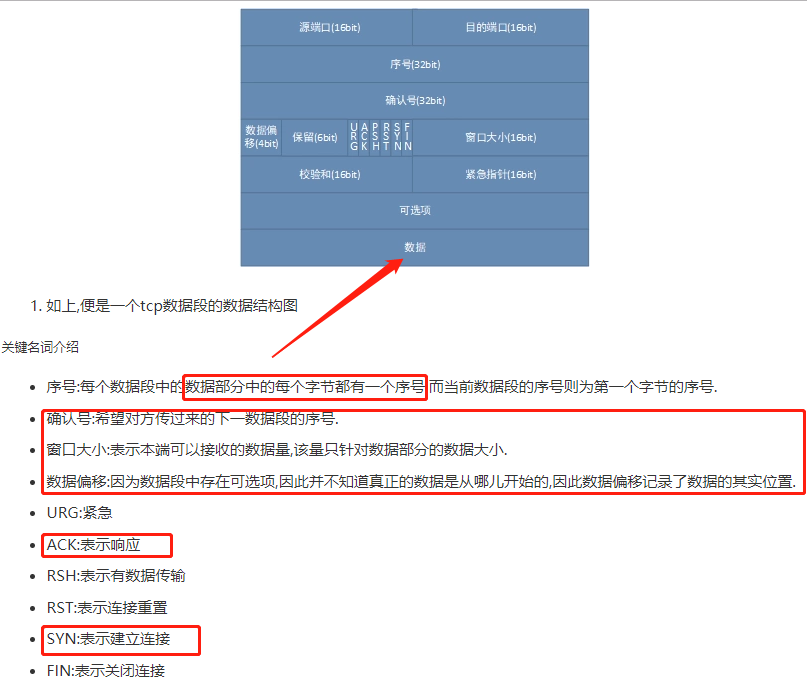 源端口(16bit) 目的端口(16bit)
序号(32bit)
确认号(32bit)
数据偏移(4bit) 保留(6bit) URG ACK PSH RST SYN FIN 窗口大小(16bit)
校验和(16bit) 紧急指针(16bit)
可选项
数据
1. 如上,便是一个tcp数据段的数据结构图
关键名词介绍
序号:每个数据段中的数据部分中的每个字节都有一个序号,而当前数据段的序号则为第一个字节的序号.
确认号:希望对方传过来的下一数据段的序号.
窗口大小:表示本端可以接收的数据量,该量只针对数据部分的数据大小.
数据偏移:因为数据段中存在可选项,因此并不知道真正的数据是从哪儿开始的,因此数据偏移记录了数据的其实位置.
URG:紧急
ACK:表示响应
RSH:表示有数据传输
RST:表示连接重置
SYN:表示建立连接
FIN:表示关闭连接